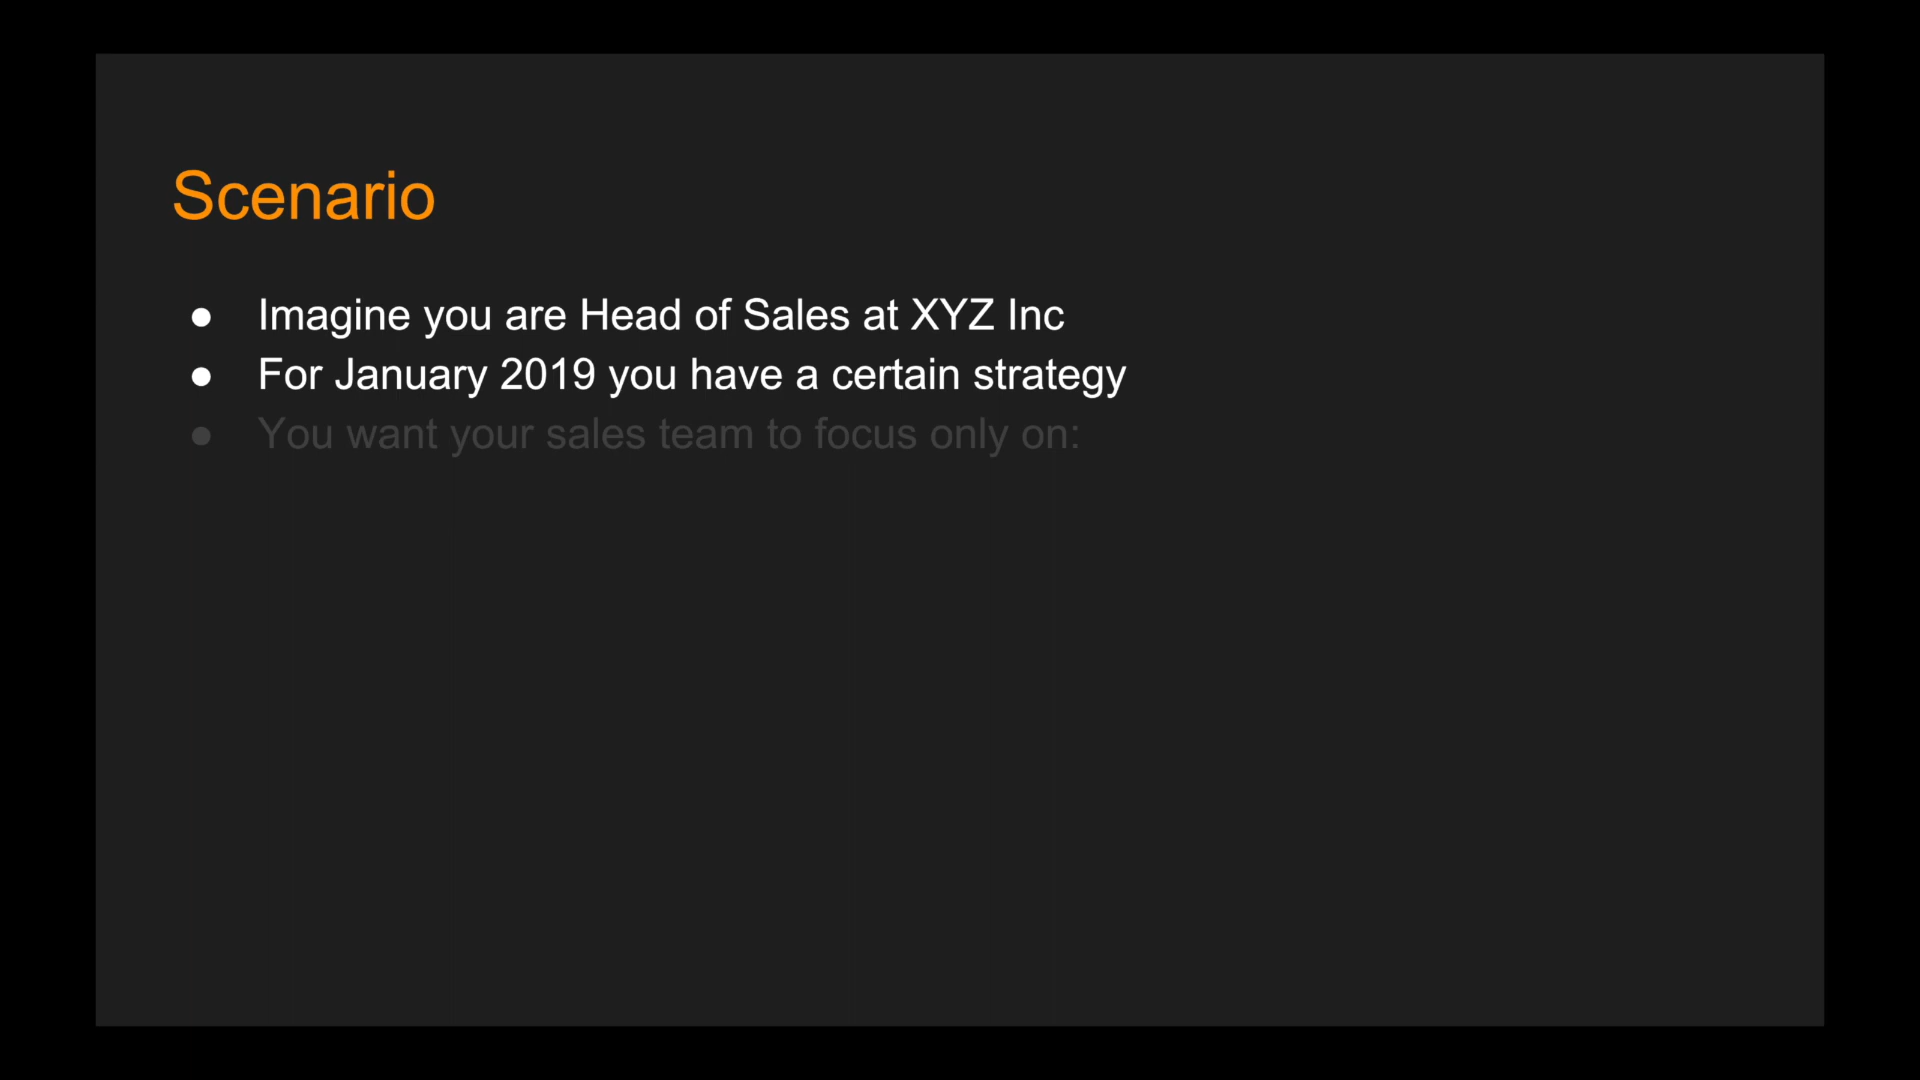 Scenario
● Imagine you are Head of Sales at XYZ Inc
● For January 2019 you have a certain strategy
● You want your sales team to focus only on: